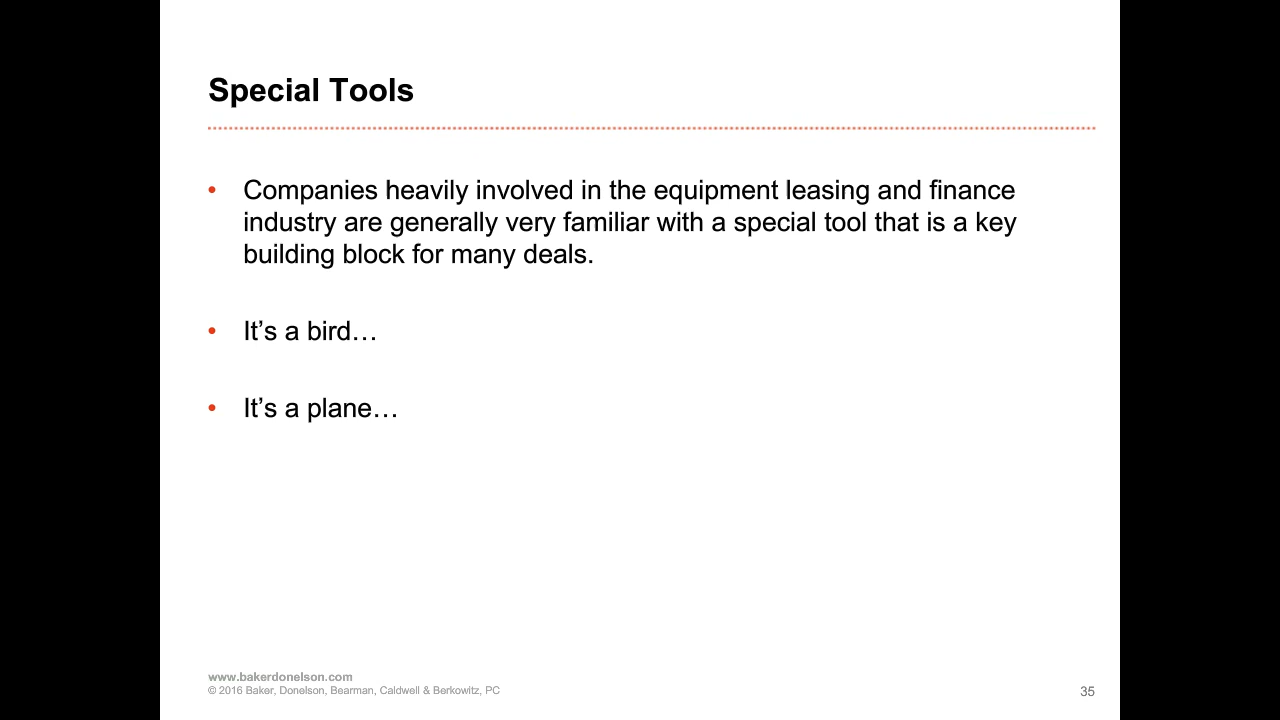 Special Tools
• Companies heavily involved in the equipment leasing and finance
industry are generally very familiar with a special tool that is a key
building block for many deals.
• It’s a bird…
• It’s a plane…
www.bakerdonelson.com
© 2016 Baker, Donelson, Bearman, Caldwell & Berkowitz, PC
35